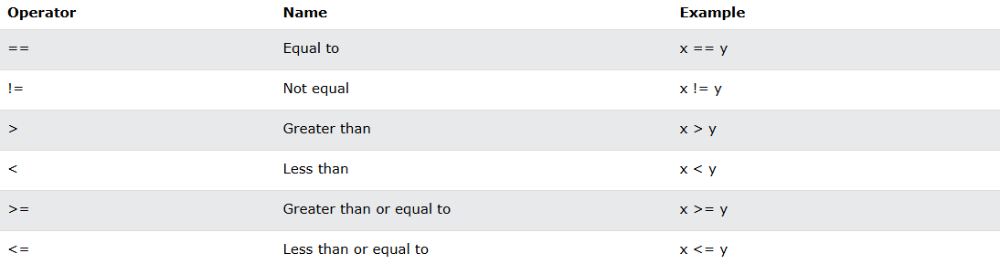 Operator Name Example
== Equal to x == y
!= Not equal x != y
> Greater than x > y
< Less than x < y
>= Greater than or equal to x >= y
<= Less than or equal to x <= y